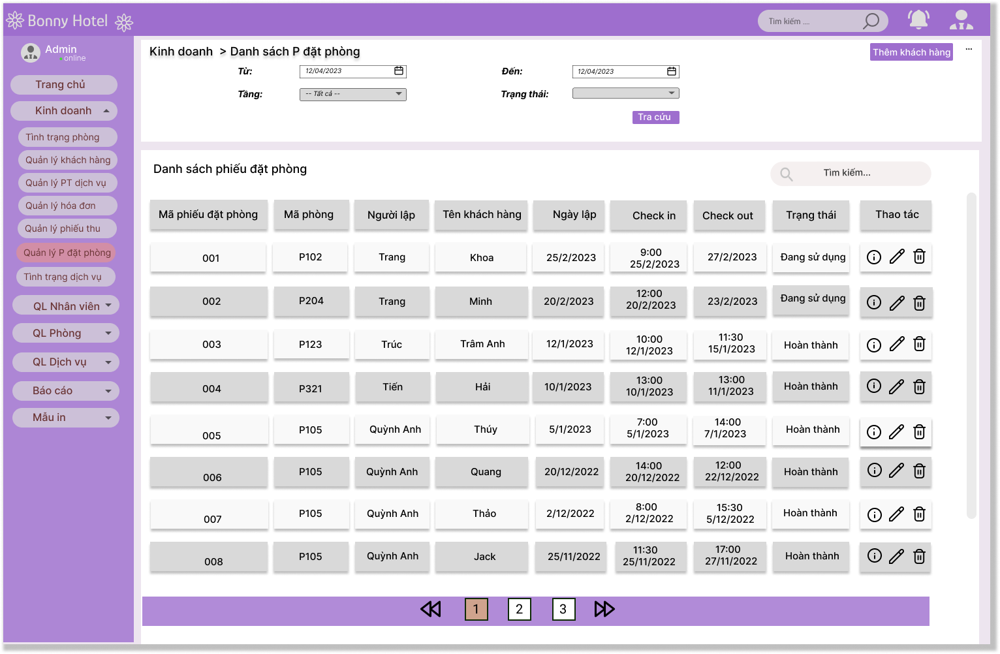 Bonny Hotel
Tìm kiếm ....
Admin
online
Trang chủ
Kinh doanh
Tình trạng phòng
Quản lý khách hàng
Quản lý PT dịch vụ
Quản lý hóa đơn
Quản lý phiếu thu
Quản lý P đặt phòng
Tình trạng dịch vụ
QL Nhân viên
QL Phòng
QL Dịch vụ
Báo cáo
Mẫu in
Kinh doanh > Danh sách P đặt phòng
Thêm khách hàng
...
Từ: 12/04/2023 Đến: 12/04/2023
Tầng: -- Tất cả -- Trạng thái:
Tra cứu
Danh sách phiếu đặt phòng
Tìm kiếm...
Mã phiếu đặt phòng Mã phòng Người lập Tên khách hàng Ngày lập Check in Check out Trạng thái Thao tác
001 P102 Trang Khoa 25/2/2023 9:00 25/2/2023 27/2/2023 Đang sử dụng
002 P204 Trang Minh 20/2/2023 12:00 20/2/2023 23/2/2023 Đang sử dụng
003 P123 Trúc Trâm Anh 12/1/2023 10:00 12/1/2023 11:30 15/1/2023 Hoàn thành
004 P321 Tiến Hải 10/1/2023 13:00 10/1/2023 13:00 11/1/2023 Hoàn thành
005 P105 Quỳnh Anh Thúy 5/1/2023 7:00 5/1/2023 14:00 7/1/2023 Hoàn thành
006 P105 Quỳnh Anh Quang 20/12/2022 14:00 20/12/2022 12:00 22/12/2022 Hoàn thành
007 P105 Quỳnh Anh Thảo 2/12/2022 8:00 2/12/2022 15:30 5/12/2022 Hoàn thành
008 P105 Quỳnh Anh Jack 25/11/2022 11:30 25/11/2022 17:00 27/11/2022 Hoàn thành
1 2 3